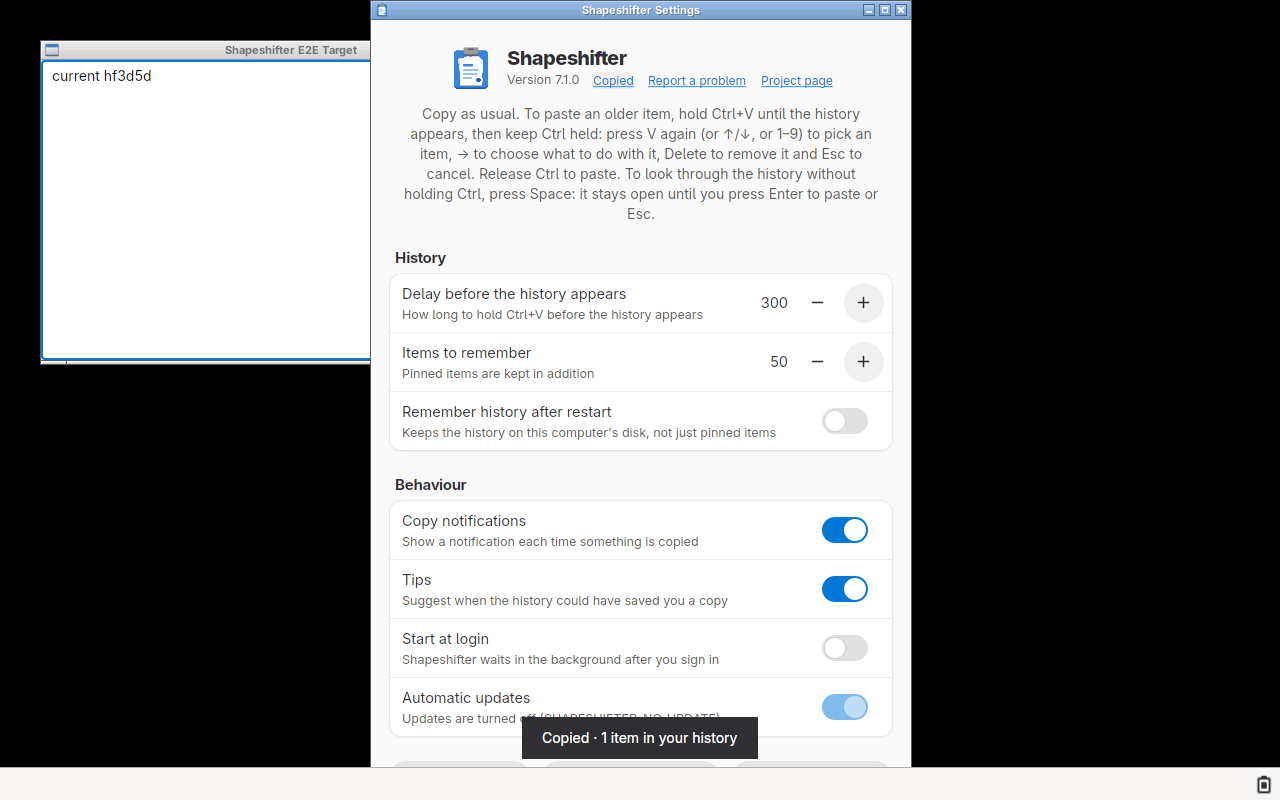 Shapeshifter Settings
Shapeshifter E2E Target
current hf3d5d
Shapeshifter
Version 7.1.0 Copied Report a problem Project page
Copy as usual. To paste an older item, hold Ctrl+V until the history
appears, then keep Ctrl held: press V again (or ↑/↓, or 1–9) to pick an
item, → to choose what to do with it, Delete to remove it and Esc to
cancel. Release Ctrl to paste. To look through the history without
holding Ctrl, press Space: it stays open until you press Enter to paste or
Esc.
History
Delay before the history appears
How long to hold Ctrl+V before the history appears
300 − +
Items to remember
Pinned items are kept in addition
50 − +
Remember history after restart
Keeps the history on this computer's disk, not just pinned items
Behaviour
Copy notifications
Show a notification each time something is copied
Tips
Suggest when the history could have saved you a copy
Start at login
Shapeshifter waits in the background after you sign in
Automatic updates
Updates are turned off (SHAPESHIFTER_NO_UPDATE)
Copied · 1 item in your history